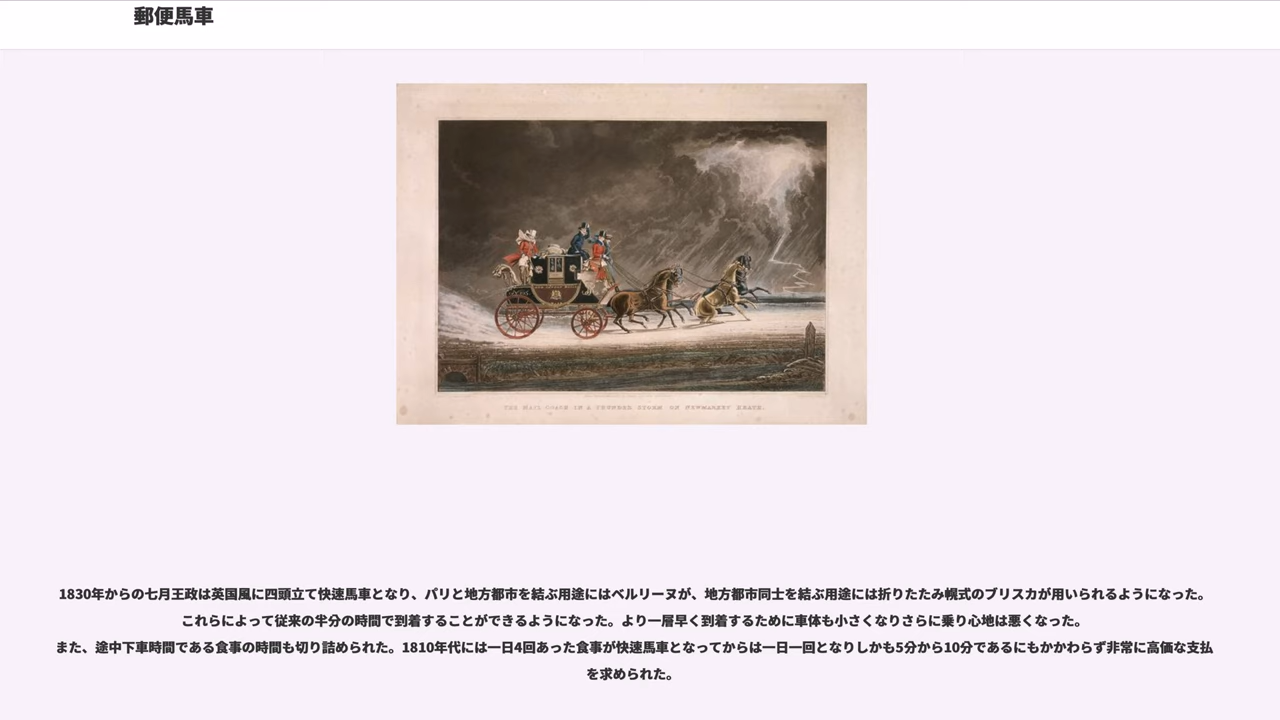 郵便馬車
THE MAIL COACH IN A THUNDER STORM ON NEWMARKET HEATH.
1830年からの七月王政は英国風に四頭立て快速馬車となり、パリと地方都市を結ぶ用途にはベルリーヌが、地方都市同士を結ぶ用途には折りたたみ幌式のブリスカが用いられるようになった。
これらによって従来の半分の時間で到着することができるようになった。より一層早く到着するために車体も小さくなりさらに乗り心地は悪くなった。
また、途中下車時間である食事の時間も切り詰められた。1810年代には一日4回あった食事が快速馬車となってからは一日一回となりしかも5分から10分であるにもかかわらず非常に高価な支払
を求められた。